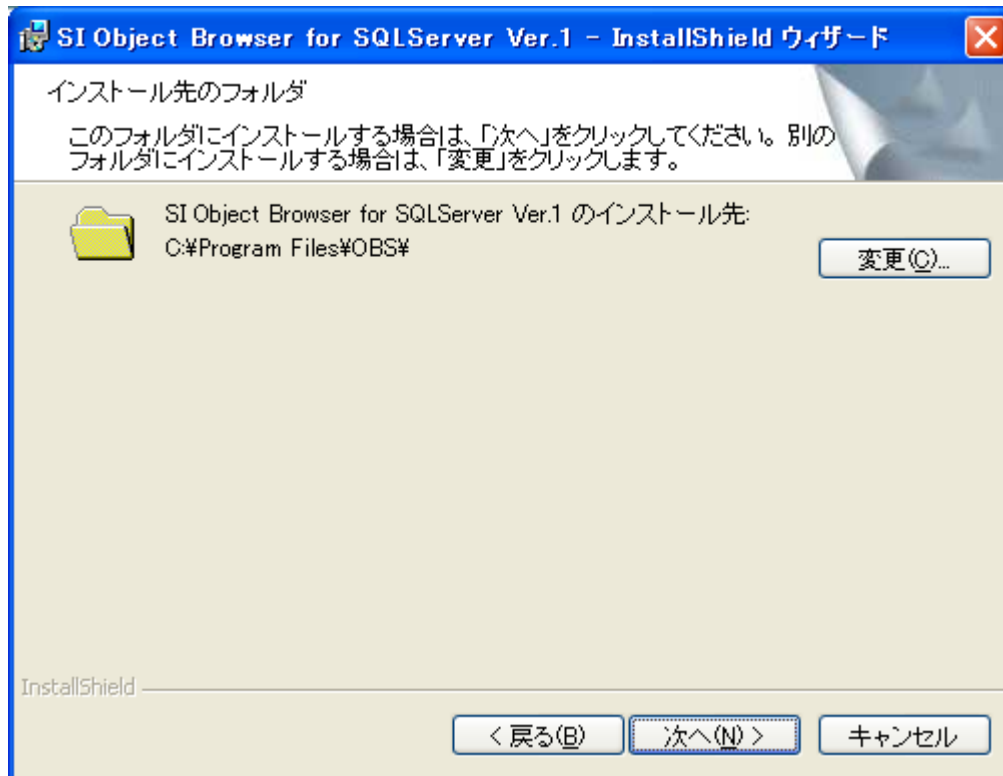 SI Object Browser for SQLServer Ver.1 - InstallShield ウィザード
インストール先のフォルダ
このフォルダにインストールする場合は、「次へ」をクリックしてください。別の
フォルダにインストールする場合は、「変更」をクリックします。
SI Object Browser for SQLServer Ver.1 のインストール先:
C:¥Program Files¥OBS¥
変更(C)...
InstallShield
< 戻る(B)
次へ(N) >
キャンセル